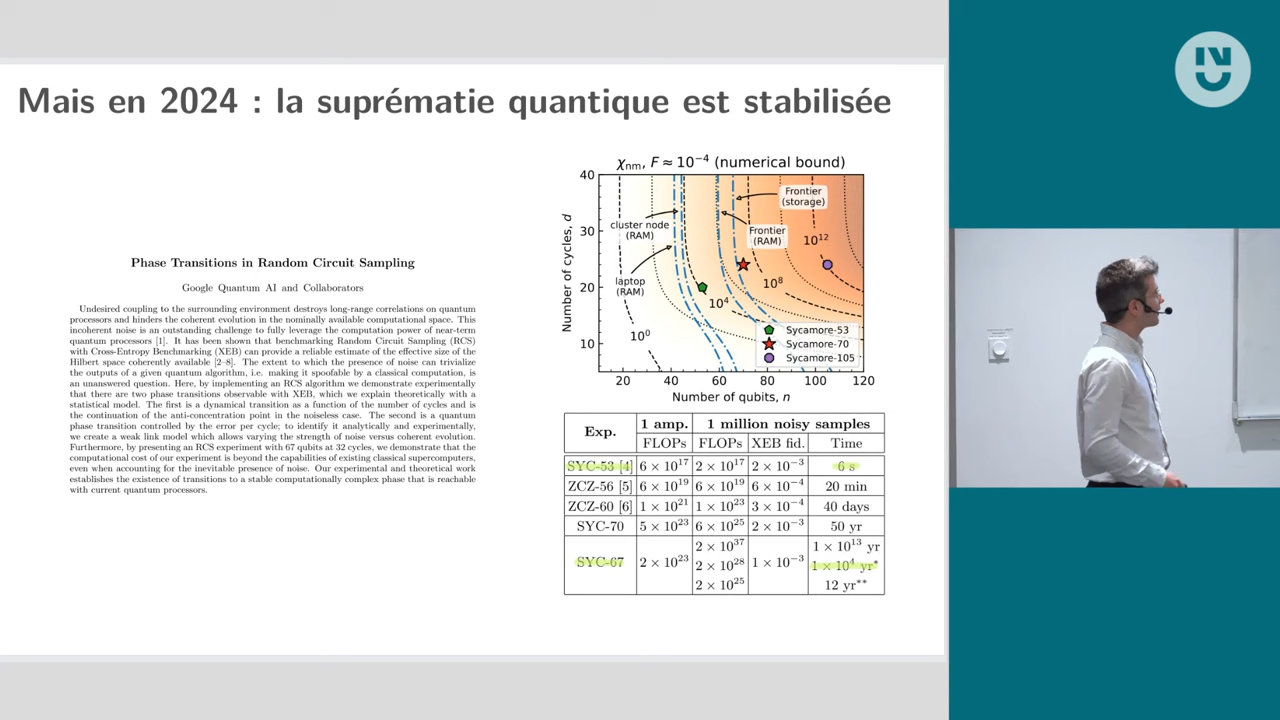 Mais en 2024 : la suprématie quantique est stabilisée
Phase Transitions in Random Circuit Sampling
Google Quantum AI and Collaborators
Undesired coupling to the surrounding environment destroys long-range correlations on quantum
processors and hinders the coherent evolution in the nominally available computational space. This
incoherent noise is an outstanding challenge to fully leverage the computation power of near-term
quantum processors [1]. It has been shown that benchmarking Random Circuit Sampling (RCS)
with Cross-Entropy Benchmarking (XEB) can provide a reliable estimate of the effective size of the
Hilbert space coherently available [2–8]. The extent to which the presence of noise can trivialize
the outputs of a given quantum algorithm, i.e. making it spoofable by a classical computation, is
an unanswered question. Here, by implementing an RCS algorithm we demonstrate experimentally
that there are two phase transitions observable with XEB, which we explain theoretically with a
statistical model. The first is a dynamical transition as a function of the number of cycles and is
the continuation of the anti-concentration point in the noiseless case. The second is a quantum
phase transition controlled by the error per cycle; to identify it analytically and experimentally,
we create a weak link model which allows varying the strength of noise versus coherent evolution.
Furthermore, by presenting an RCS experiment with 67 qubits at 32 cycles, we demonstrate that the
computational cost of our experiment is beyond the capabilities of existing classical supercomputers,
even when accounting for the inevitable presence of noise. Our experimental and theoretical work
establishes the existence of transitions to a stable computationally complex phase that is reachable
with current quantum processors.
χnm, F ≈ 10⁻⁴ (numerical bound)
Number of cycles, d
40
30
20
10
Frontier
(storage)
cluster node
(RAM)
Frontier
(RAM)
10¹²
laptop
(RAM)
10⁸
10⁴
10⁰
Sycamore-53
Sycamore-70
Sycamore-105
20 40 60 80 100 120
Number of qubits, n
Exp. 1 amp. 1 million noisy samples
FLOPs FLOPs XEB fid. Time
SYC-53 [4] 6 × 10¹⁷ 2 × 10¹⁷ 2 × 10⁻³ 6 s
ZCZ-56 [5] 6 × 10¹⁹ 6 × 10¹⁹ 6 × 10⁻⁴ 20 min
ZCZ-60 [6] 1 × 10²¹ 1 × 10²³ 3 × 10⁻⁴ 40 days
SYC-70 5 × 10²³ 6 × 10²⁵ 2 × 10⁻³ 50 yr
2 × 10³⁷ 1 × 10¹³ yr
SYC-67 2 × 10²³ 2 × 10²⁸ 1 × 10⁻³ 1 × 10⁴ yr*
2 × 10²⁵ 12 yr**